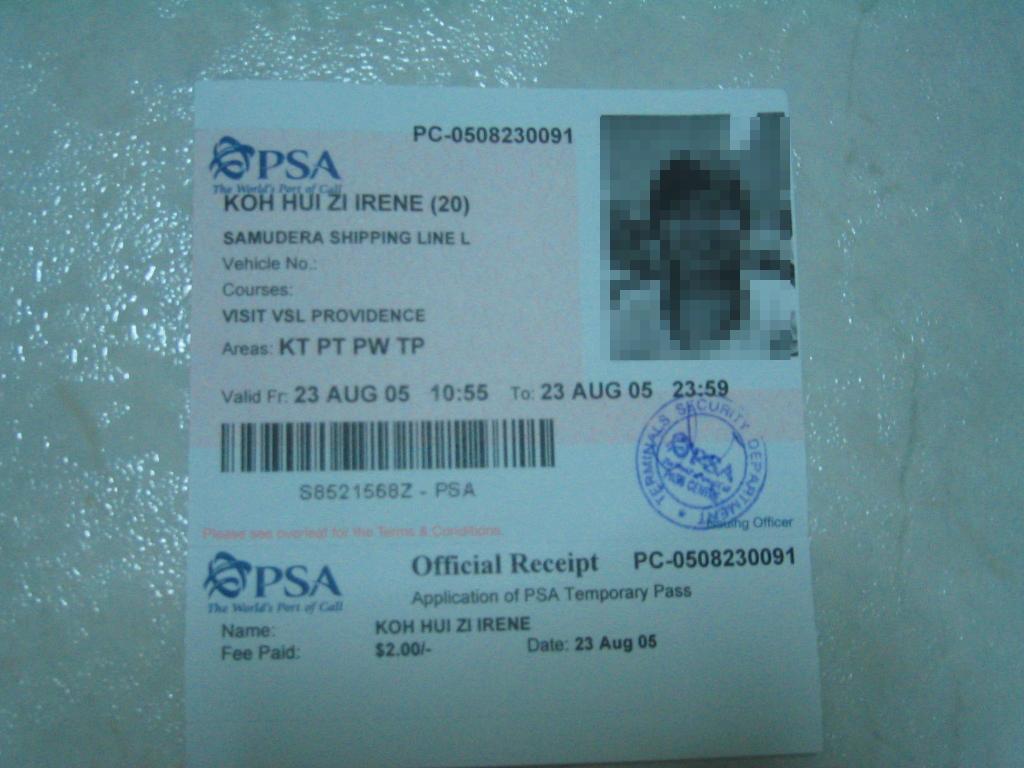 PC-0508230091
PSA
The World's Port of Call
KOH HUI ZI IRENE (20)
SAMUDERA SHIPPING LINE L
Vehicle No.:
Courses:
VISIT VSL PROVIDENCE
Areas: KT PT PW TP
Valid Fr: 23 AUG 05 10:55 To: 23 AUG 05 23:59
S8521568Z - PSA
TERMINALS SECURITY DEPARTMENT
PSA
Issuing Officer
Please see overleaf for the Terms & Conditions.
PSA
The World's Port of Call
Official Receipt PC-0508230091
Application of PSA Temporary Pass
Name: KOH HUI ZI IRENE
Fee Paid: $2.00/- Date: 23 Aug 05